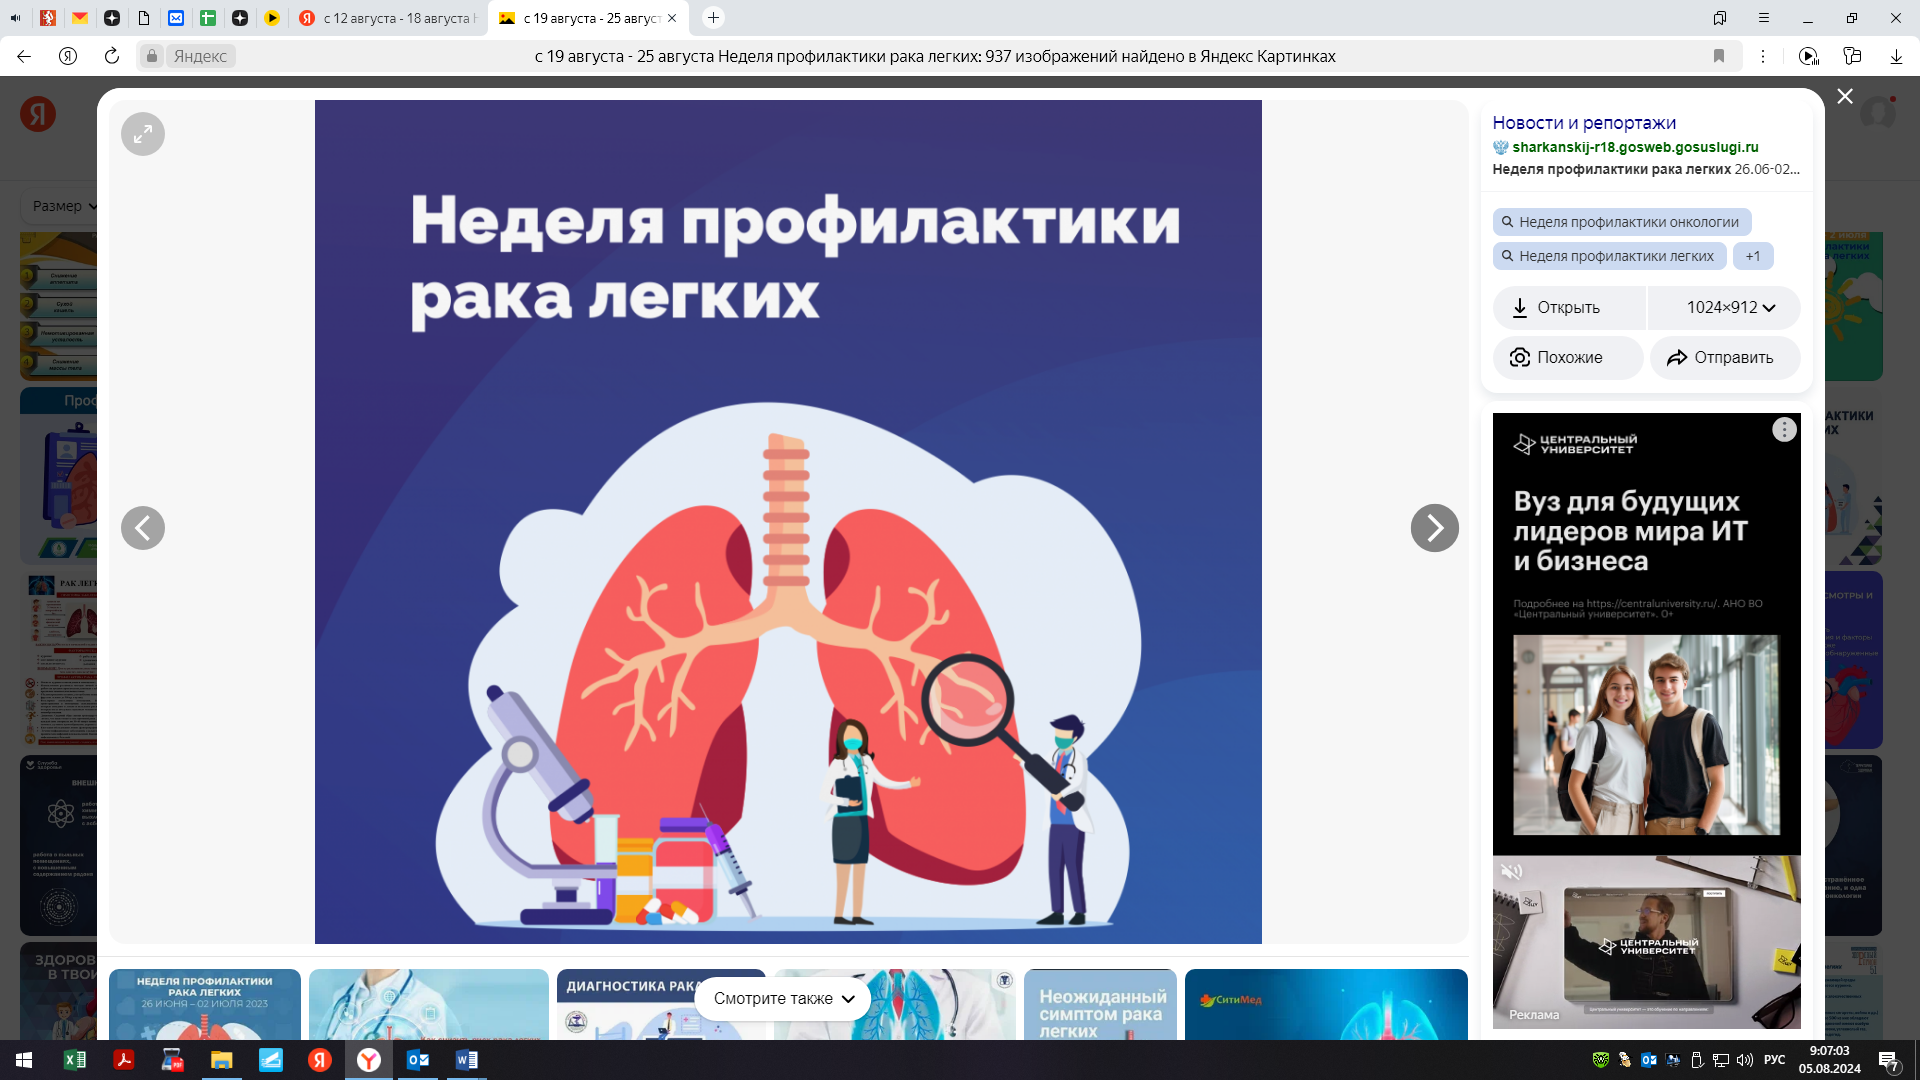 с 12 августа - 18 августа
с 19 августа - 25 авгус
Яндекс
с 19 августа - 25 августа Неделя профилактики рака легких: 937 изображений найдено в Яндекс Картинках
Размер
Неделя профилактики
рака легких
Новости и репортажи
sharkanskij-r18.gosweb.gosuslugi.ru
Неделя профилактики рака легких 26.06-02...
Неделя профилактики онкологии
Неделя профилактики легких
+1
Открыть
1024×912
Похожие
Отправить
ЦЕНТРАЛЬНЫЙ
УНИВЕРСИТЕТ
Вуз для будущих
лидеров мира ИТ
и бизнеса
Подробнее на https://centraluniversity.ru/. АНО ВО
«Центральный университет». 0+
ЦЕНТРАЛЬНЫЙ
УНИВЕРСИТЕТ
Реклама
НЕДЕЛЯ ПРОФИЛАКТИКИ
РАКА ЛЕГКИХ
26 ИЮНЯ – 02 ИЮЛЯ 2023
ДИАГНОСТИКА РАКА
Смотрите также
Неожиданный
симптом рака
легких
СитиМед
РАК ЛЕГК
ЗДОРОВ
В ТВОИ
РУС
9:07:03
05.08.2024
7